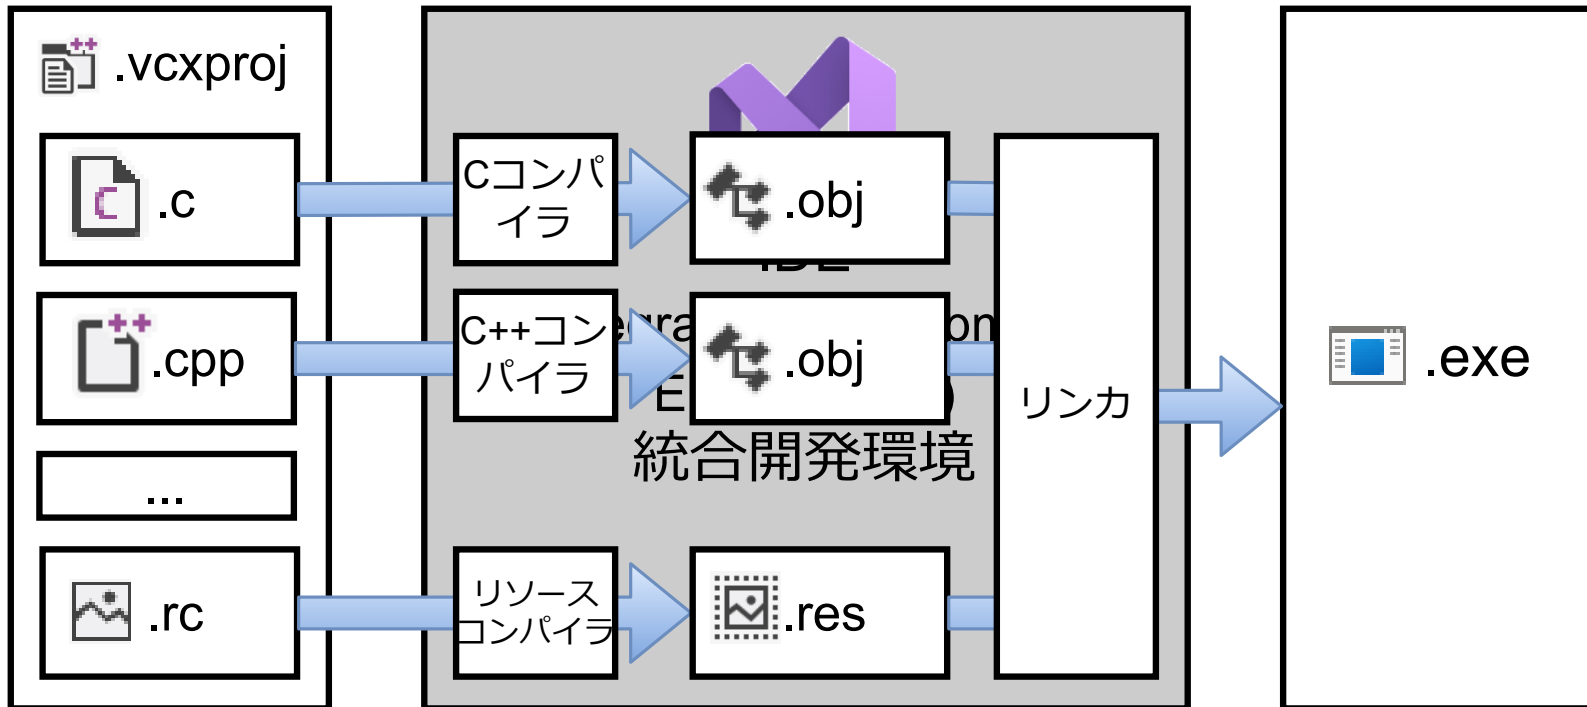 .vcxproj
.c
Cコンパ
イラ
.obj
.cpp
C++コン
パイラ
.obj
統合開発環境
リンカ
.exe
...
.rc
リソース
コンパイラ
.res